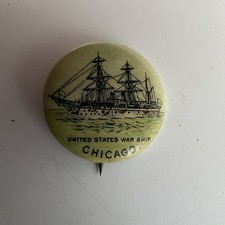 UNITED STATES WAR SHIP
CHICAGO